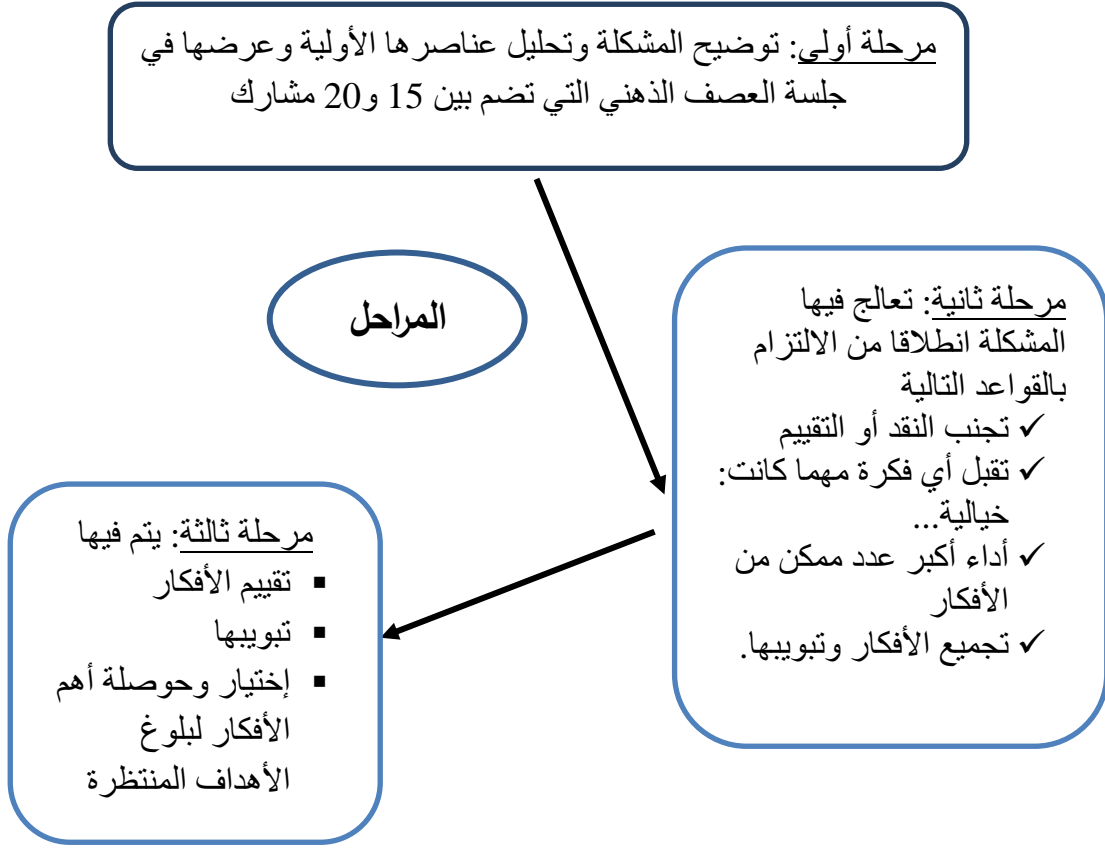 مرحلة أولى: توضيح المشكلة وتحليل عناصرها الأولية وعرضها في
جلسة العصف الذهني التي تضم بين 15 و20 مشارك
المراحل
مرحلة ثانية: تعالج فيها
المشكلة انطلاقا من الالتزام
بالقواعد التالية
✓ تجنب النقد أو التقييم
✓ تقبل أي فكرة مهما كانت:
خيالية...
✓ أداء أكبر عدد ممكن من
الأفكار
✓ تجميع الأفكار وتبويبها.
مرحلة ثالثة: يتم فيها
▪ تقييم الأفكار
▪ تبويبها
▪ إختيار وحوصلة أهم
الأفكار لبلوغ
الأهداف المنتظرة